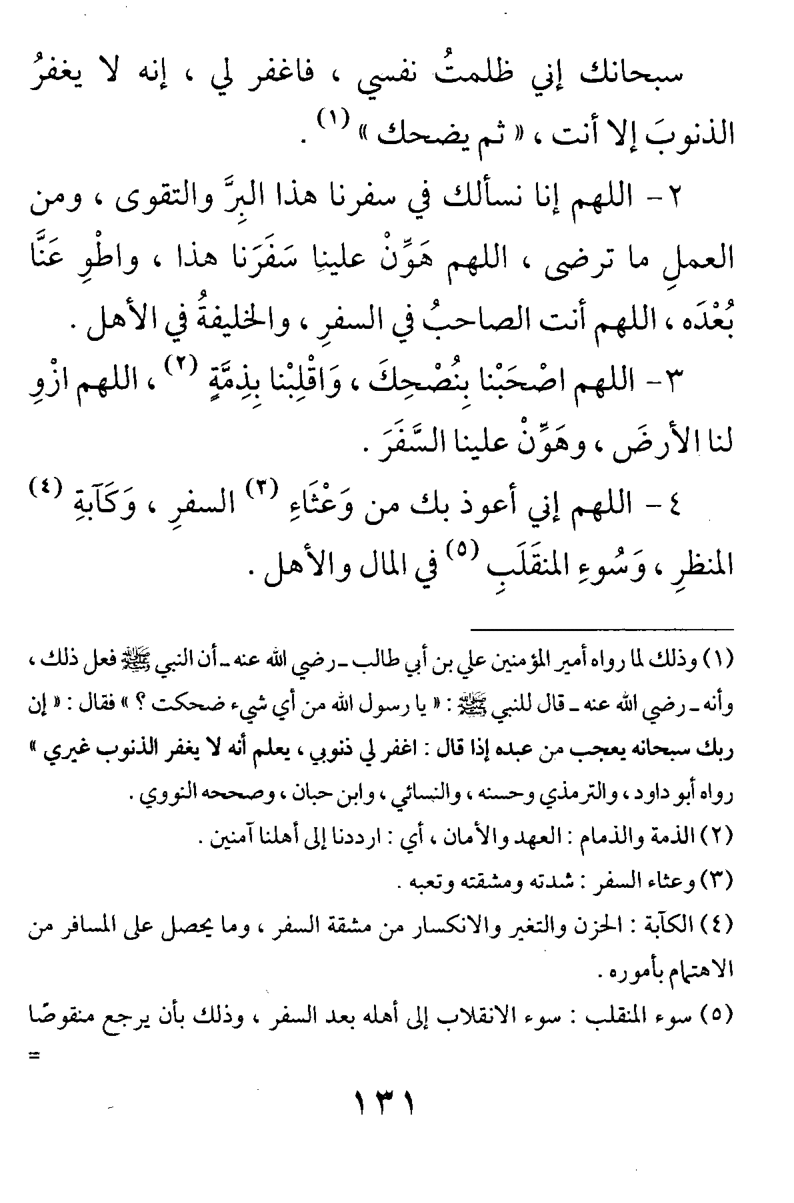 سبحانك إني ظلمتُ نفسي ، فاغفر لي ، إنه لا يغفرُ
الذنوبَ إلا أنت ، « ثم يضحك » (١) .
٢- اللهم إنا نسألك في سفرنا هذا البِرَّ والتقوى ، ومن
العملِ ما ترضى ، اللهم هَوِّنْ علينا سَفَرَنا هذا ، واطْوِ عَنَّا
بُعْدَه ، اللهم أنت الصاحبُ في السفرِ ، والخليفةُ في الأهل .
٣- اللهم اصْحَبْنا بِنُصْحِكَ ، وَاقْلِبْنا بِذِمَّةٍ (٢) ، اللهم ازْوِ
لنا الأرضَ ، وهَوِّنْ علينا السَّفَرَ .
٤- اللهم إني أعوذ بك من وَعْثَاءِ (٣) السفرِ ، وَكَآبةِ (٤)
المنظرِ ، وَسُوءِ المنقَلَبِ (٥) في المال والأهل .
(١) وذلك لما رواه أمير المؤمنين علي بن أبي طالب ـ رضي الله عنه ـ أن النبي ﷺ فعل ذلك ،
وأنه ـ رضي الله عنه ـ قال للنبي ﷺ : « يا رسول الله من أي شيء ضحكت ؟ » فقال : « إن
ربك سبحانه يعجب من عبده إذا قال : اغفر لي ذنوبي ، يعلم أنه لا يغفر الذنوب غيري »
رواه أبو داود ، والترمذي وحسنه ، والنسائي ، وابن حبان ، وصححه النووي .
(٢) الذمة والذمام : العهد والأمان ، أي : ارددنا إلى أهلنا آمنين .
(٣) وعثاء السفر : شدته ومشقته وتعبه .
(٤) الكآبة : الحزن والتغير والانكسار من مشقة السفر ، وما يحصل على المسافر من
الاهتمام بأموره .
(٥) سوء المنقلب : سوء الانقلاب إلى أهله بعد السفر ، وذلك بأن يرجع منقوصًا
=
١٣١